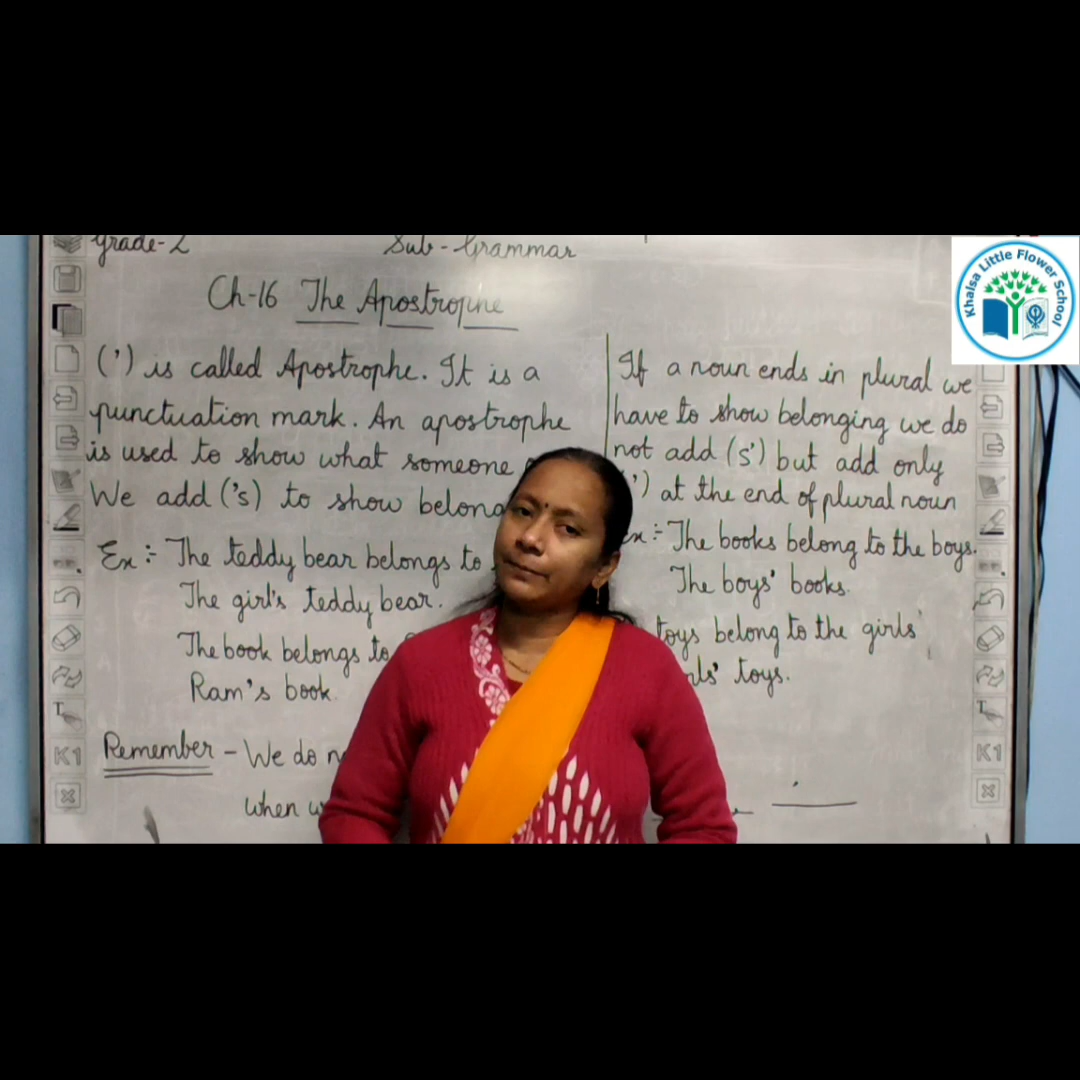 Grade-2
Sub-Grammar
Ch-16 The Apostrophe
(') is called Apostrophe. It is a
punctuation mark. An apostrophe
is used to show what someone
We add ('s) to show
Ex:- The teddy bear belongs to
The girl's teddy bear.
The book belongs to
Ram's book.
Remember - We do
when
If a noun ends in plural we
have to show belonging we do
not add (s') but add only
(') at the end of plural noun
Ex:- The books belong to the boys.
The boys' books.
toys belong to the girls'
toys.
Khalsa Little Flower School
K1
K1